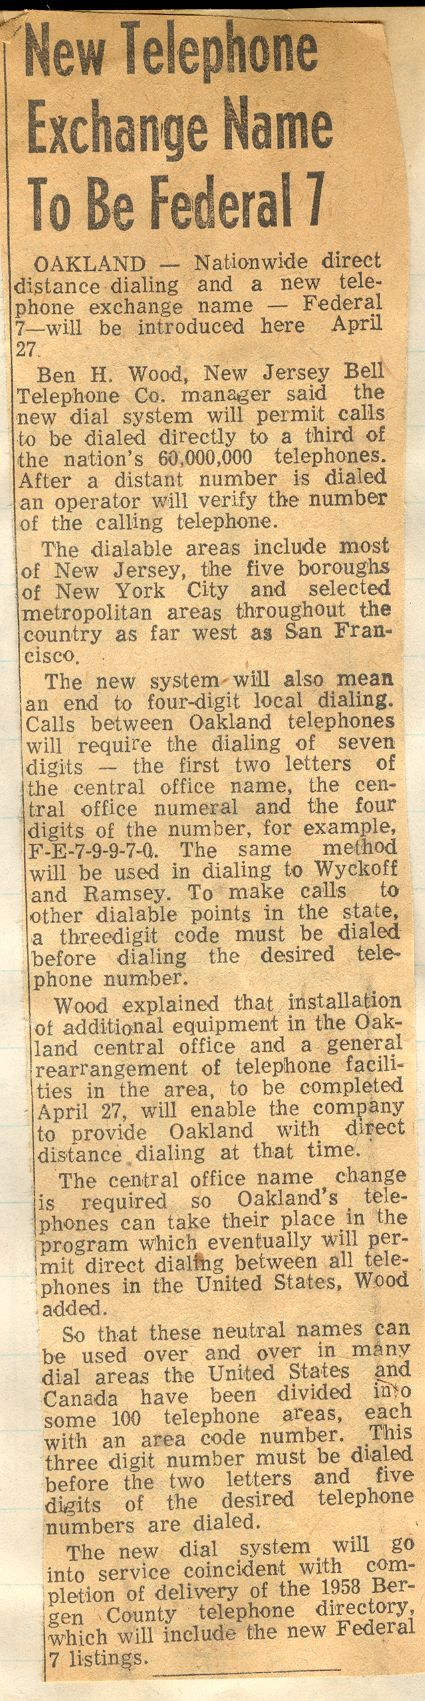 New Telephone
Exchange Name
To Be Federal 7
OAKLAND — Nationwide direct
distance dialing and a new tele-
phone exchange name — Federal
7—will be introduced here April
27.
Ben H. Wood, New Jersey Bell
Telephone Co. manager said the
new dial system will permit calls
to be dialed directly to a third of
the nation's 60,000,000 telephones.
After a distant number is dialed
an operator will verify the number
of the calling telephone.
The dialable areas include most
of New Jersey, the five boroughs
of New York City and selected
metropolitan areas throughout the
country as far west as San Fran-
cisco.
The new system will also mean
an end to four-digit local dialing.
Calls between Oakland telephones
will require the dialing of seven
digits — the first two letters of
the central office name, the cen-
tral office numeral and the four
digits of the number, for example,
F-E-7-9-9-7-0. The same method
will be used in dialing to Wyckoff
and Ramsey. To make calls to
other dialable points in the state,
a threedigit code must be dialed
before dialing the desired tele-
phone number.
Wood explained that installation
of additional equipment in the Oak-
land central office and a general
rearrangement of telephone facili-
ties in the area, to be completed
April 27, will enable the company
to provide Oakland with direct
distance dialing at that time.
The central office name change
is required so Oakland's tele-
phones can take their place in the
program which eventually will per-
mit direct dialing between all tele-
phones in the United States, Wood
added.
So that these neutral names can
be used over and over in many
dial areas the United States and
Canada have been divided into
some 100 telephone areas, each
with an area code number. This
three digit number must be dialed
before the two letters and five
digits of the desired telephone
numbers are dialed.
The new dial system will go
into service coincident with com-
pletion of delivery of the 1958 Ber-
gen County telephone directory,
which will include the new Federal
7 listings.